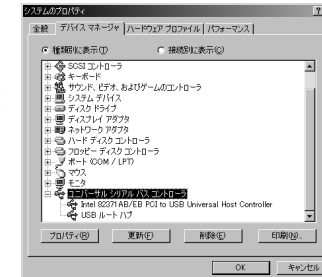 システムのプロパティ
全般 デバイス マネージャ ハードウェア プロファイル パフォーマンス
種類別に表示(T) 接続別に表示(C)
SCSI コントローラ
キーボード
サウンド、ビデオ、およびゲームのコントローラ
システム デバイス
ディスク ドライブ
ディスプレイ アダプタ
ネットワーク アダプタ
ハード ディスク コントローラ
フロッピー ディスク コントローラ
ポート (COM / LPT)
マウス
モニタ
ユニバーサル シリアル バス コントローラ
Intel 82371AB/EB PCI to USB Universal Host Controller
USB ルート ハブ
プロパティ(R) 更新(F) 削除(E) 印刷(N)...
OK キャンセル